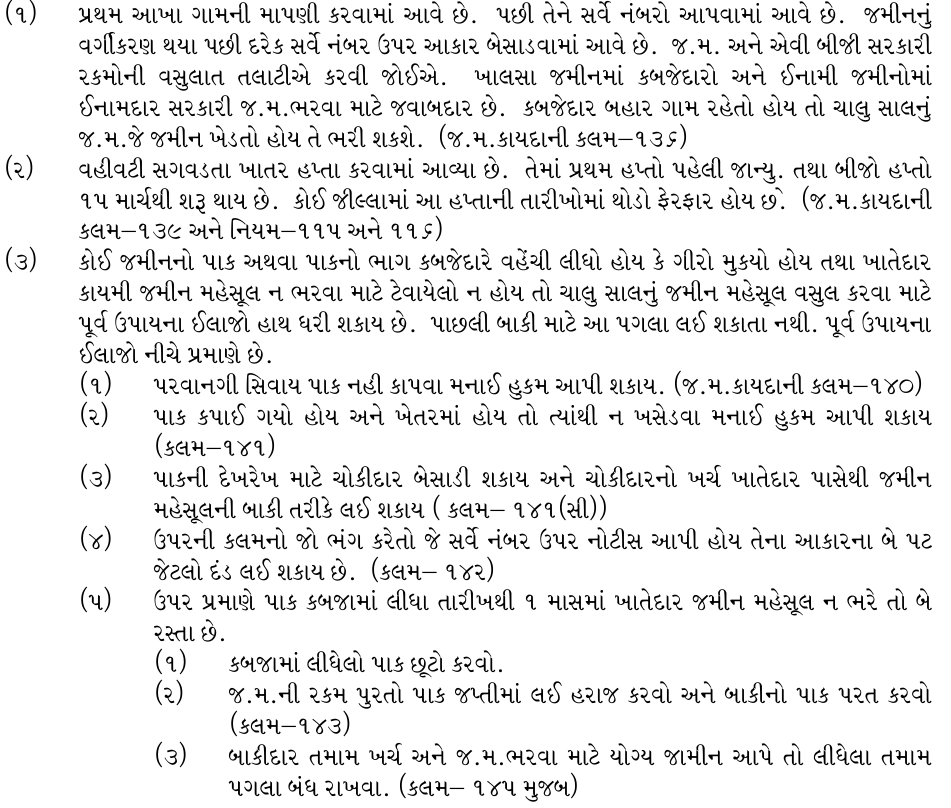 (૧) પ્રથમ આખા ગામની માપણી કરવામાં આવે છે. પછી તેને સર્વે નંબરો આપવામાં આવે છે. જમીનનું
વર્ગીકરણ થયા પછી દરેક સર્વે નંબર ઉપર આકાર બેસાડવામાં આવે છે. જ.મ. અને એવી બીજી સરકારી
રકમોની વસુલાત તલાટીએ કરવી જોઈએ. ખાલસા જમીનમાં કબજેદારો અને ઈનામી જમીનોમાં
ઈનામદાર સરકારી જ.મ.ભરવા માટે જવાબદાર છે. કબજેદાર બહાર ગામ રહેતો હોય તો ચાલુ સાલનું
જ.મ.જે જમીન ખેડતો હોય તે ભરી શકશે. (જ.મ.કાયદાની કલમ–૧૩૬)
(૨) વહીવટી સગવડતા ખાતર હપ્તા કરવામાં આવ્યા છે. તેમાં પ્રથમ હપ્તો પહેલી જાન્યુ. તથા બીજો હપ્તો
૧૫ માર્ચથી શરૂ થાય છે. કોઈ જીલ્લામાં આ હપ્તાની તારીખોમાં થોડો ફેરફાર હોય છે. (જ.મ.કાયદાની
કલમ–૧૩૯ અને નિયમ–૧૧૫ અને ૧૧૬)
(૩) કોઈ જમીનનો પાક અથવા પાકનો ભાગ કબજેદારે વહેંચી લીધો હોય કે ગીરો મુકયો હોય તથા ખાતેદાર
કાયમી જમીન મહેસૂલ ન ભરવા માટે ટેવાયેલો ન હોય તો ચાલુ સાલનું જમીન મહેસૂલ વસુલ કરવા માટે
પૂર્વ ઉપાયના ઈલાજો હાથ ધરી શકાય છે. પાછલી બાકી માટે આ પગલા લઈ શકાતા નથી. પૂર્વ ઉપાયના
ઈલાજો નીચે પ્રમાણે છે.
(૧) પરવાનગી સિવાય પાક નહી કાપવા મનાઈ હુકમ આપી શકાય. (જ.મ.કાયદાની કલમ–૧૪૦)
(૨) પાક કપાઈ ગયો હોય અને ખેતરમાં હોય તો ત્યાંથી ન ખસેડવા મનાઈ હુકમ આપી શકાય
(કલમ–૧૪૧)
(૩) પાકની દેખરેખ માટે ચોકીદાર બેસાડી શકાય અને ચોકીદારનો ખર્ચ ખાતેદાર પાસેથી જમીન
મહેસૂલની બાકી તરીકે લઈ શકાય ( કલમ– ૧૪૧(સી))
(૪) ઉપરની કલમનો જો ભંગ કરેતો જે સર્વે નંબર ઉપર નોટીસ આપી હોય તેના આકારના બે પટ
જેટલો દંડ લઈ શકાય છે. (કલમ– ૧૪૨)
(૫) ઉપર પ્રમાણે પાક કબજામાં લીધા તારીખથી ૧ માસમાં ખાતેદાર જમીન મહેસૂલ ન ભરે તો બે
રસ્તા છે.
(૧) કબજામાં લીધેલો પાક છૂટો કરવો.
(૨) જ.મ.ની રકમ પુરતો પાક જપ્તીમાં લઈ હરાજ કરવો અને બાકીનો પાક પરત કરવો
(કલમ–૧૪૩)
(૩) બાકીદાર તમામ ખર્ચ અને જ.મ.ભરવા માટે યોગ્ય જામીન આપે તો લીધેલા તમામ
પગલા બંધ રાખવા. (કલમ– ૧૪૫ મુજબ)